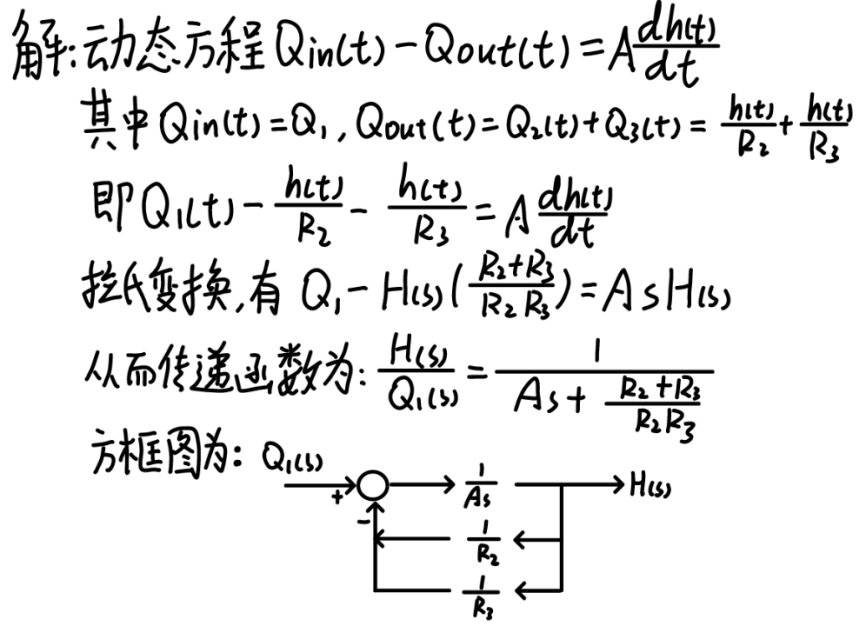 解:动态方程 Qin(t) - Qout(t) = A dh(t)/dt
其中 Qin(t) = Q₁, Qout(t) = Q₂(t) + Q₃(t) = h(t)/R₂ + h(t)/R₃
即 Q₁(t) - h(t)/R₂ - h(t)/R₃ = A dh(t)/dt
拉氏变换,有 Q₁ - H(s)((R₂+R₃)/(R₂R₃)) = AsH(s)
从而传递函数为: H(s)/Q₁(s) = 1/(As + (R₂+R₃)/(R₂R₃))
方框图为: Q₁(s)
+ 1/As H(s)
- 1/R₂
1/R₃